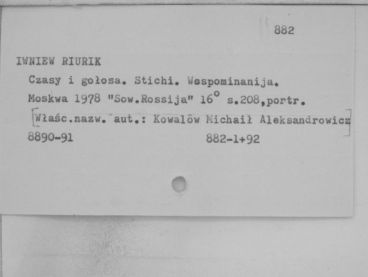 882
IWNIEW RIURIK
Czasy i gołosa. Stichi. Wospominanija.
Moskwa 1978 "Sow.Rossija" 16° s.208,portr.
[Właśc.nazw. aut.: Kowalöw Michaił Aleksandrowicz]
8890-91 882-1+92